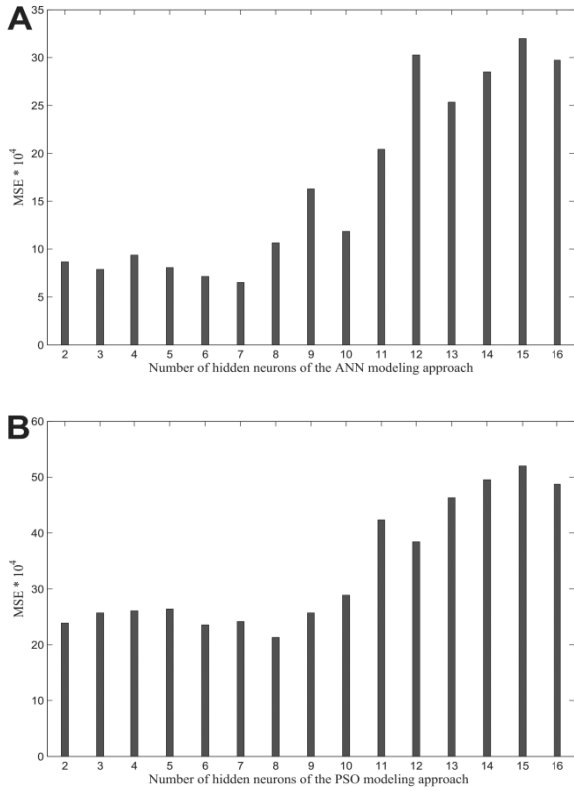 A
35
30
25
20
15
10
5
0
MSE * 10^4
2 3 4 5 6 7 8 9 10 11 12 13 14 15 16
Number of hidden neurons of the ANN modeling approach
B
60
50
40
30
20
10
0
MSE * 10^4
2 3 4 5 6 7 8 9 10 11 12 13 14 15 16
Number of hidden neurons of the PSO modeling approach